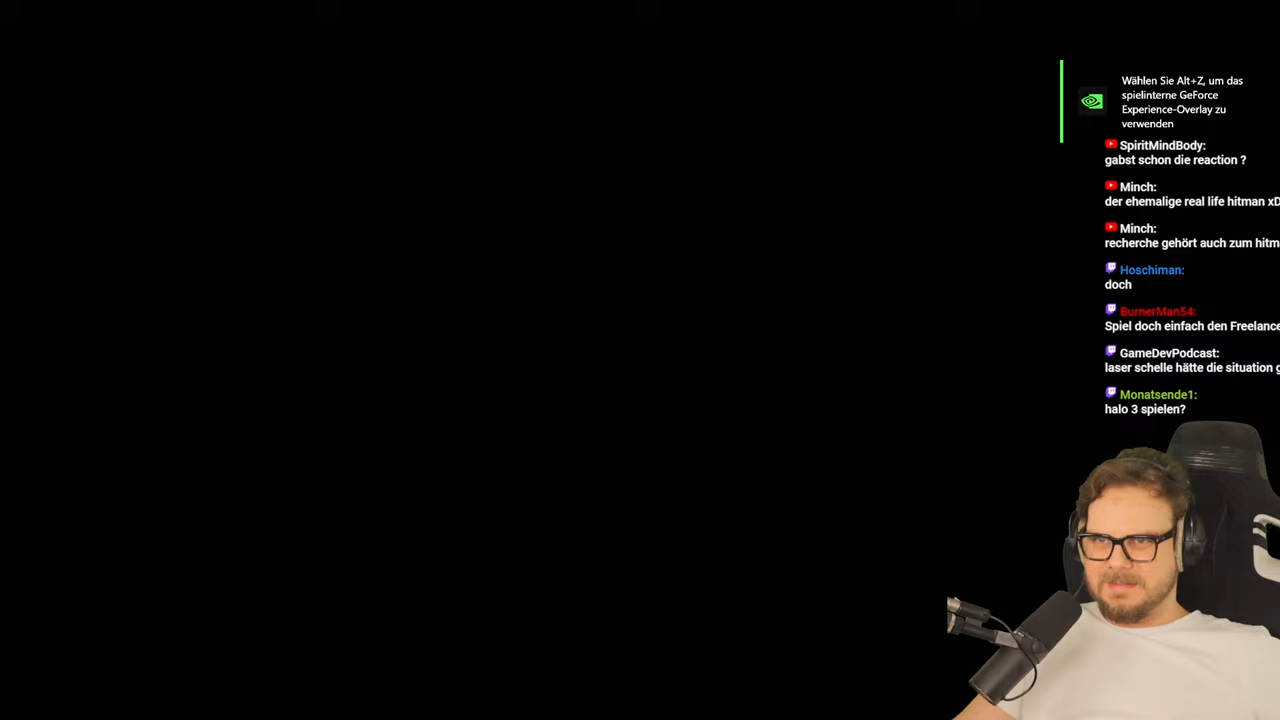 Wählen Sie Alt+Z, um das
spielinterne GeForce
Experience-Overlay zu
verwenden
SpiritMindBody:
gabst schon die reaction ?
Minch:
der ehemalige real life hitman xD
Minch:
recherche gehört auch zum
Hoschiman:
doch
BurnerMan54:
Spiel doch einfach den
GameDevPodcast:
laser schelle hätte die situation
Monatsende1:
halo 3 spielen?